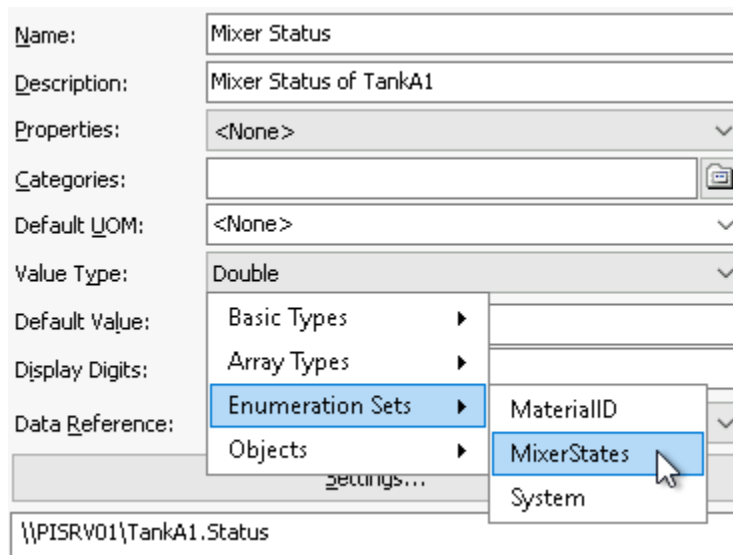 Name: Mixer Status
Description: Mixer Status of TankA1
Properties: <None>
Categories:
Default UOM: <None>
Value Type: Double
Default Value:
Display Digits:
Data Reference:
Basic Types
Array Types
Enumeration Sets
Objects
MaterialID
MixerStates
System
Settings...
\\PISRV01\TankA1.Status